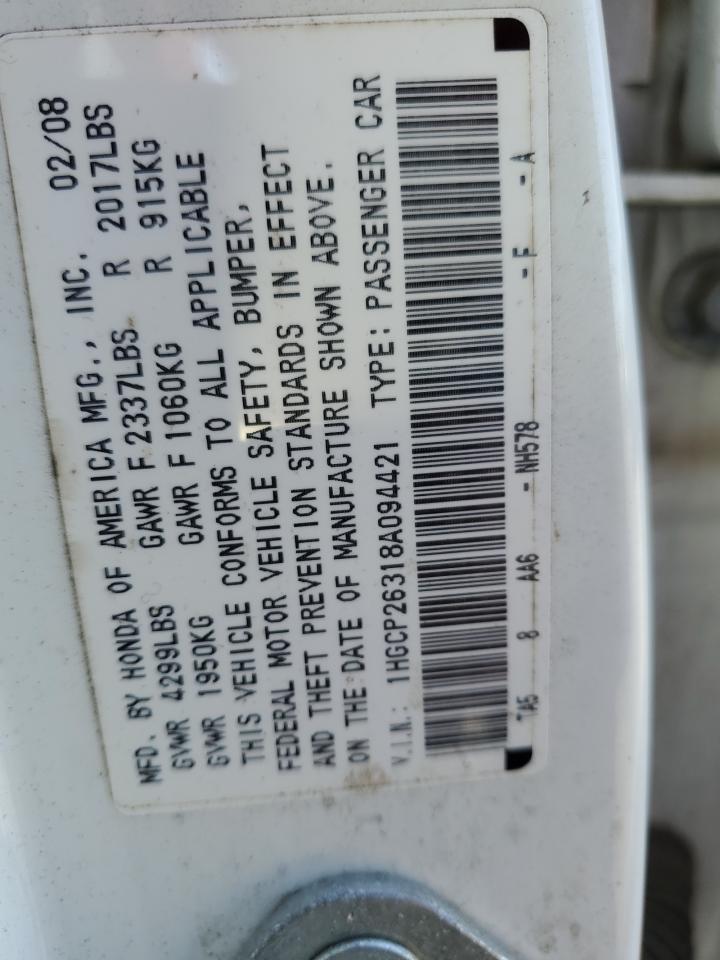 MFD. BY HONDA OF AMERICA MFG., INC. 02/08
GVWR 4299LBS GAWR F 2337LBS R 2017LBS
GVWR 1950KG GAWR F 1060KG R 915KG
THIS VEHICLE CONFORMS TO ALL APPLICABLE
FEDERAL MOTOR VEHICLE SAFETY, BUMPER,
AND THEFT PREVENTION STANDARDS IN EFFECT
ON THE DATE OF MANUFACTURE SHOWN ABOVE.
V.I.N.: 1HGCP26318A094421 TYPE: PASSENGER CAR
TA5 8 AA6 - NH578 - F - A